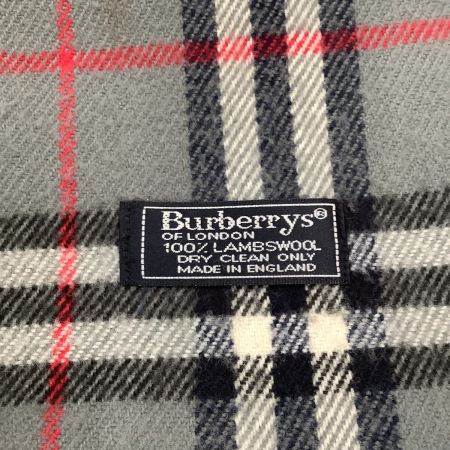 Burberrys®
OF LONDON
100% LAMBSWOOL
DRY CLEAN ONLY
MADE IN ENGLAND